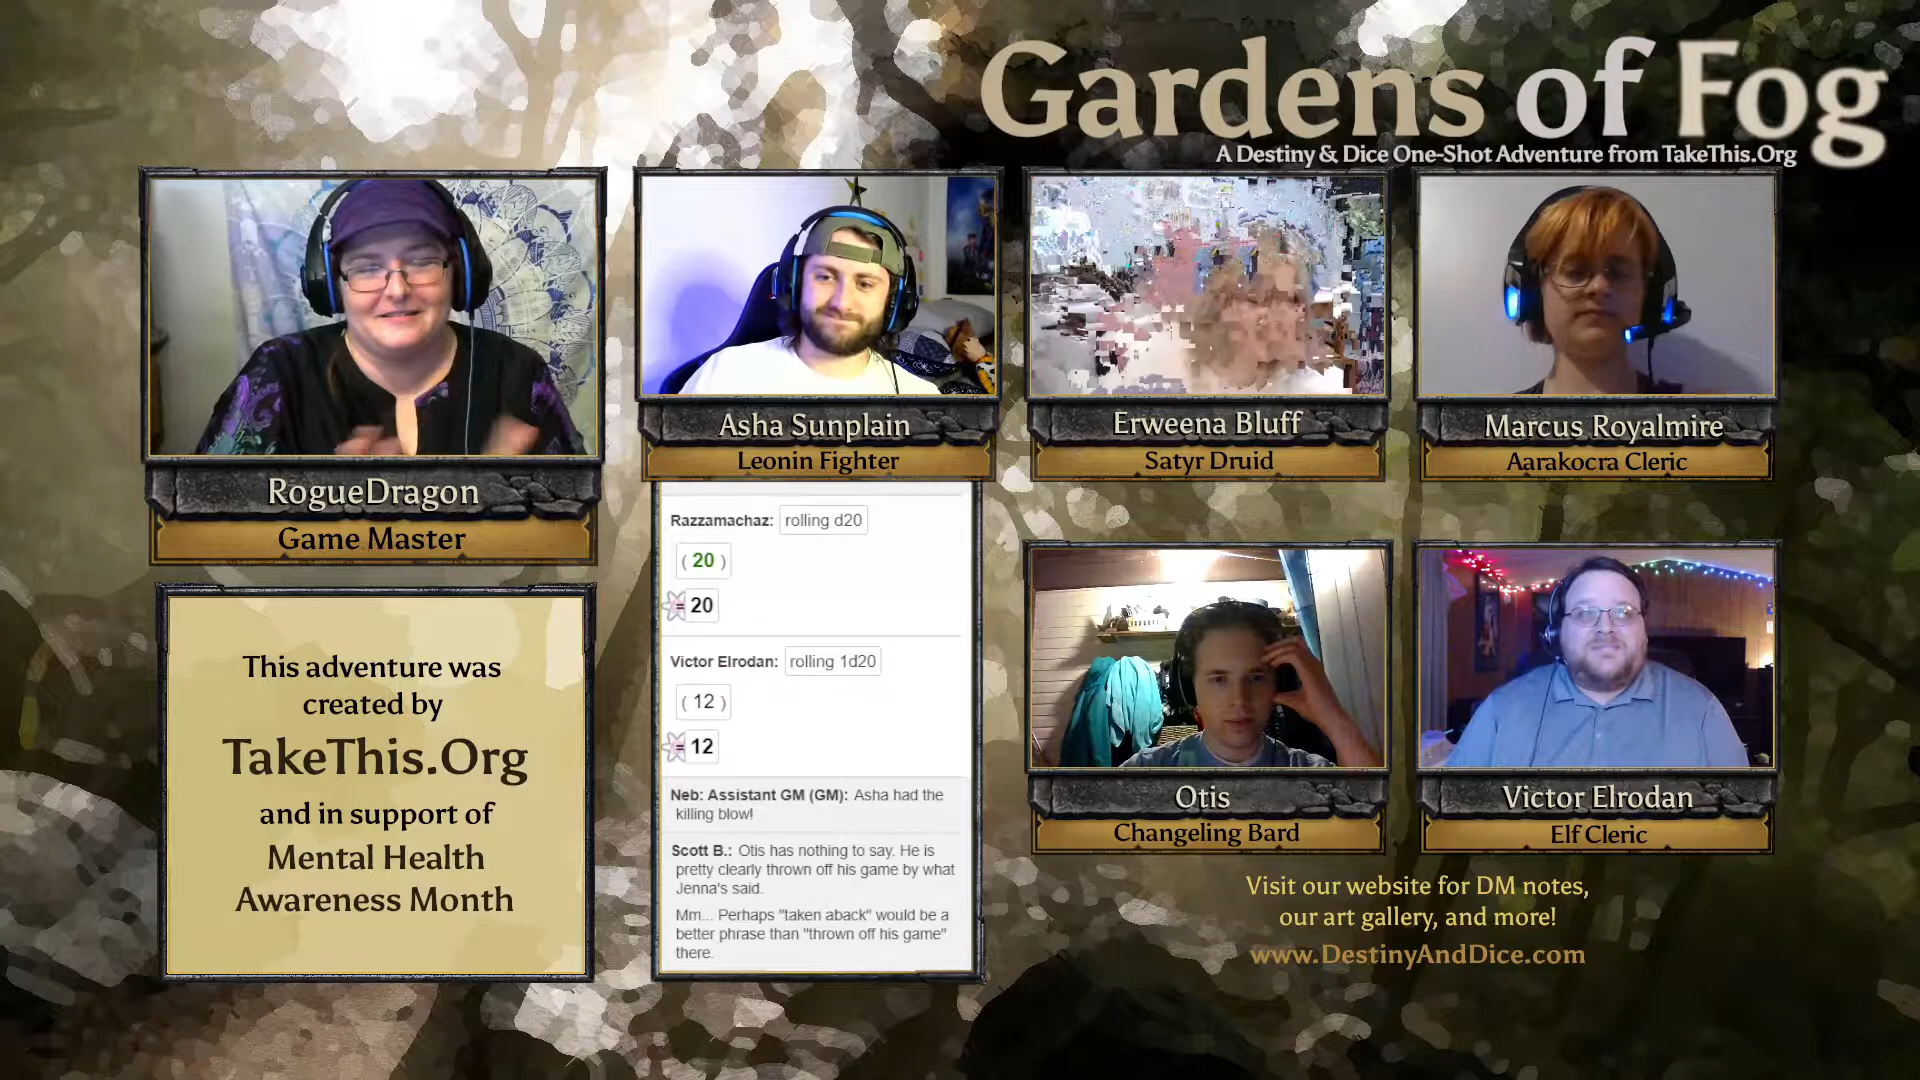 Gardens of Fog
A Destiny & Dice One-Shot Adventure from TakeThis.Org
RogueDragon
Game Master
Asha Sunplain
Leonin Fighter
Erweena Bluff
Satyr Druid
Marcus Royalmire
Aarakocra Cleric
This adventure was
created by
TakeThis.Org
and in support of
Mental Health
Awareness Month
Razzamachaz: rolling d20
( 20 )
= 20
Victor Elrodan: rolling 1d20
( 12 )
= 12
Neb: Assistant GM (GM): Asha had the
killing blow!
Scott B.: Otis has nothing to say. He is
pretty clearly thrown off his game by what
Jenna's said.
Mm... Perhaps "taken aback" would be a
better phrase than "thrown off his game"
there.
Otis
Changeling Bard
Victor Elrodan
Elf Cleric
Visit our website for DM notes,
our art gallery, and more!
www.DestinyAndDice.com